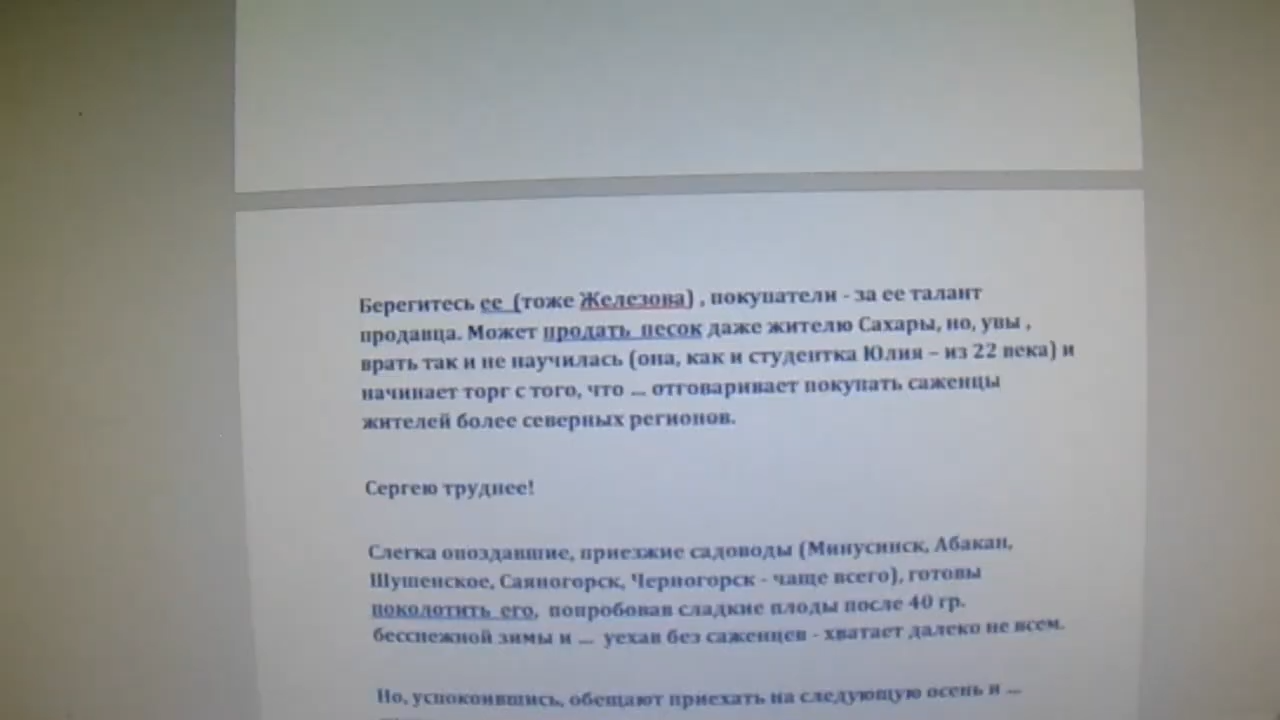 Берегитесь ее (тоже Железова) , покупатели - за ее талант
продавца. Может продать песок даже жителю Сахары, но, увы ,
врать так и не научилась (она, как и студентка Юлия – из 22 века) и
начинает торг с того, что ... отговаривает покупать саженцы
жителей более северных регионов.
Сергею труднее!
Слегка опоздавшие, приезжие садоводы (Минусинск, Абакан,
Шушенское, Саяногорск, Черногорск - чаще всего), готовы
поколотить его, попробовав сладкие плоды после 40 гр.
бесснежной зимы и ... уехав без саженцев - хватает далеко не всем.
Но, успокоившись, обещают приехать на следующую осень и ...